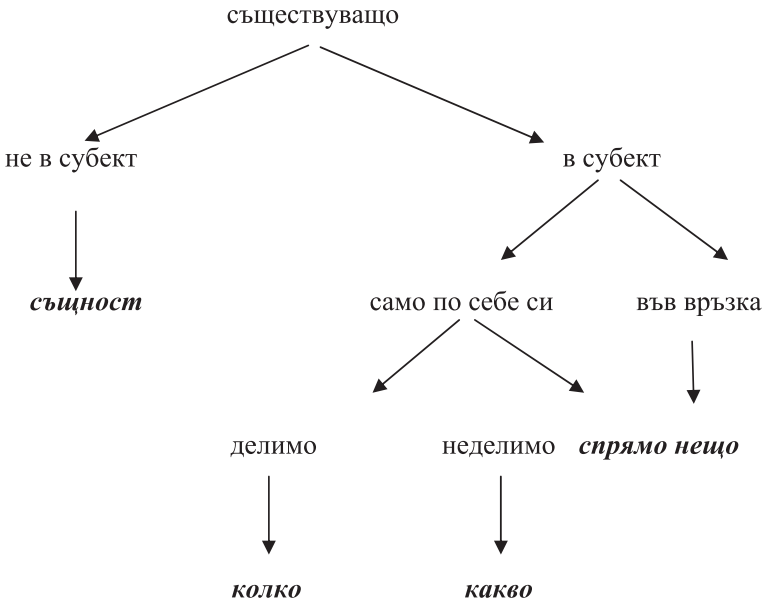 съществуващо
не в субект
в субект
същност
само по себе си
във връзка
делимо
неделимо
спрямо нещо
колко
какво